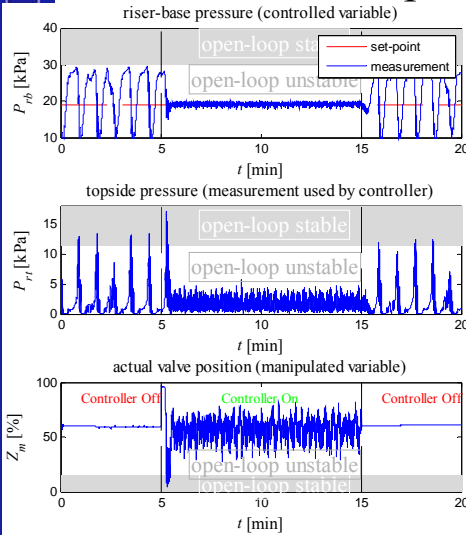 riser-base pressure (controlled variable)
open-loop stable
set-point
measurement
open-loop unstable
P_rb [kPa]
40
30
20
10
0 5 10 15 20
t [min]
topside pressure (measurement used by controller)
open-loop stable
open-loop unstable
P_rt [kPa]
15
10
5
0
0 5 10 15 20
t [min]
actual valve position (manipulated variable)
Controller Off Controller On Controller Off
open-loop unstable
open-loop stable
Z_m [%]
100
50
0
0 5 10 15 20
t [min]